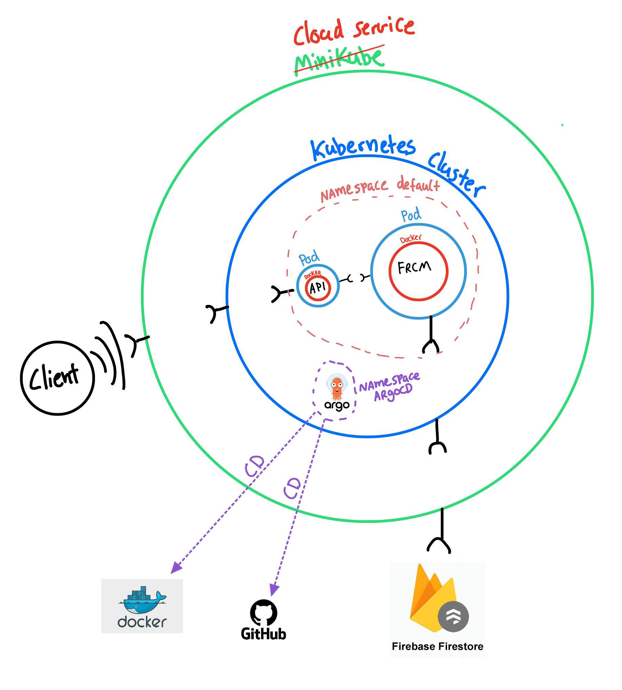 Cloud service
MiniKube
Kubernetes Cluster
Namespace default
Pod
Pod
Docker
FRCM
Docker
API
Client
argo
Namespace
ArgoCD
CD
CD
docker
GitHub
Firebase Firestore